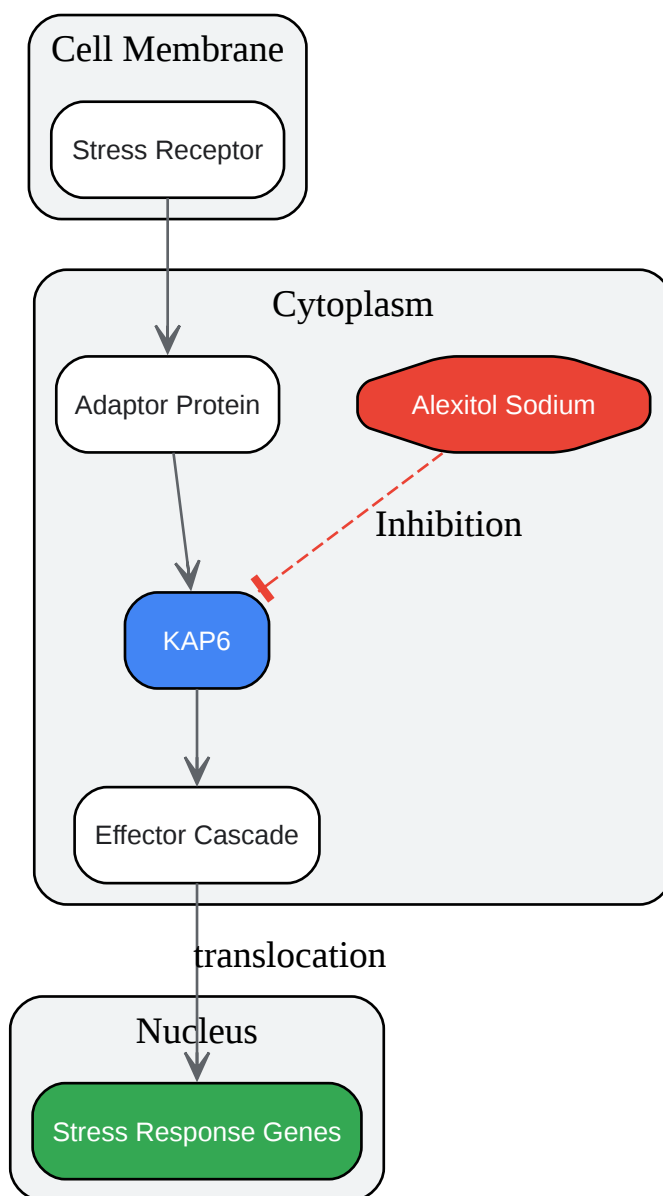 Cell Membrane
Stress Receptor
Cytoplasm
Adaptor Protein
Alexitol Sodium
Inhibition
KAP6
Effector Cascade
translocation
Nucleus
Stress Response Genes